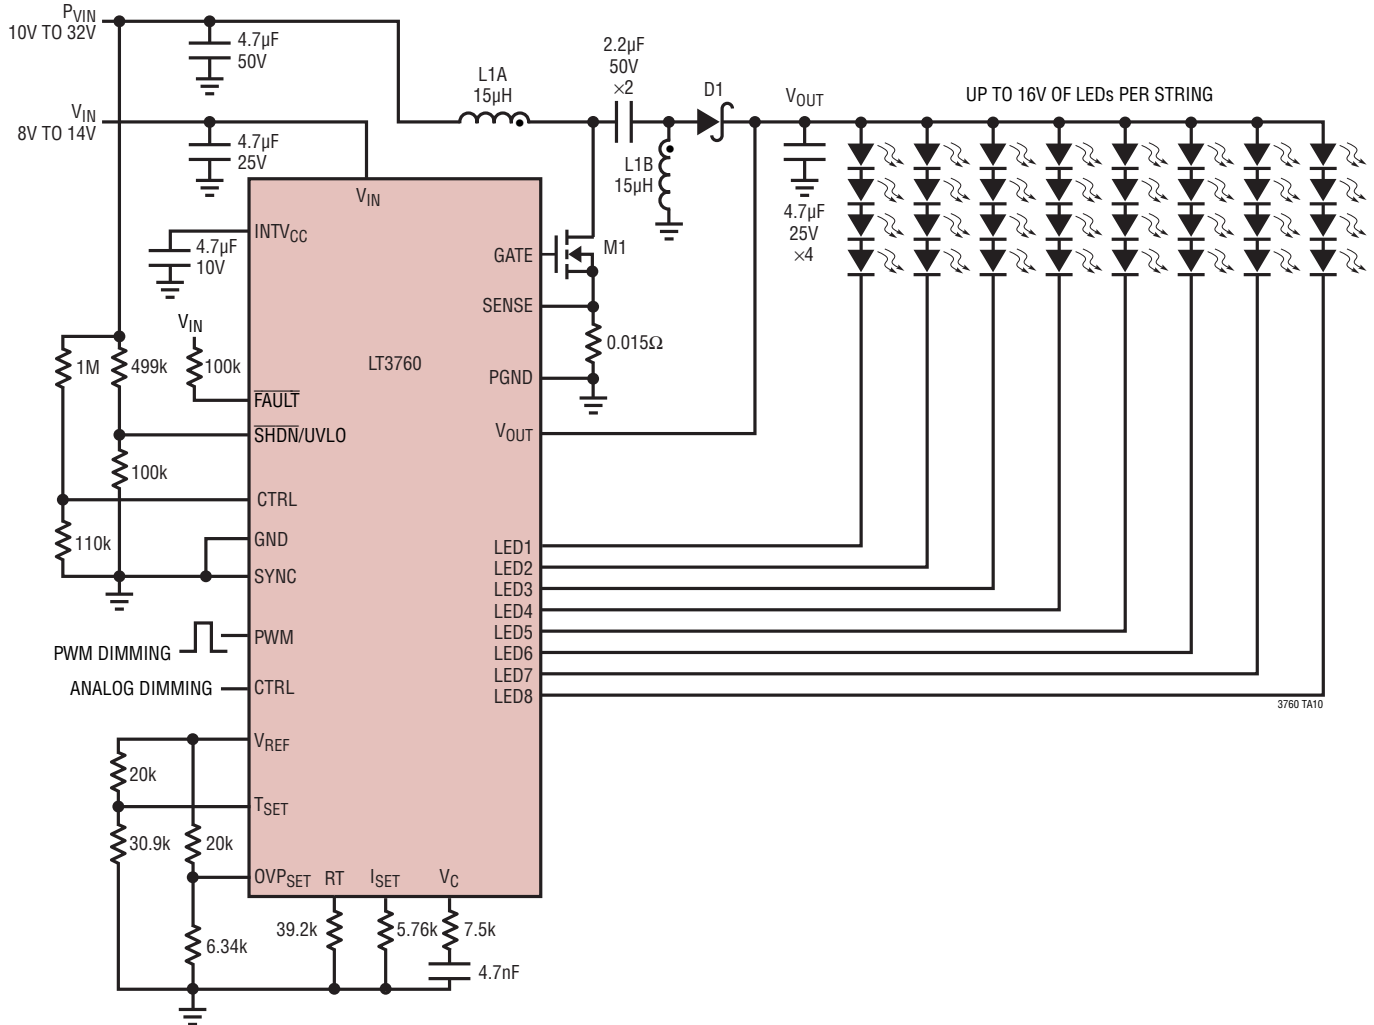 PVIN
10V TO 32V
4.7µF
50V
VIN
8V TO 14V
4.7µF
25V
L1A
15µH
2.2µF
50V
×2
D1
VOUT
UP TO 16V OF LEDs PER STRING
L1B
15µH
4.7µF
25V
×4
VIN
INTVCC
4.7µF
10V
GATE
M1
SENSE
0.015Ω
PGND
VOUT
LT3760
VIN
1M
499k
100k
FAULT
SHDN/UVLO
100k
CTRL
110k
GND
SYNC
LED1
LED2
LED3
LED4
LED5
LED6
LED7
LED8
PWM DIMMING
PWM
ANALOG DIMMING
CTRL
3760 TA10
VREF
20k
TSET
30.9k
20k
OVPSET
RT
ISET
VC
6.34k
39.2k
5.76k
7.5k
4.7nF